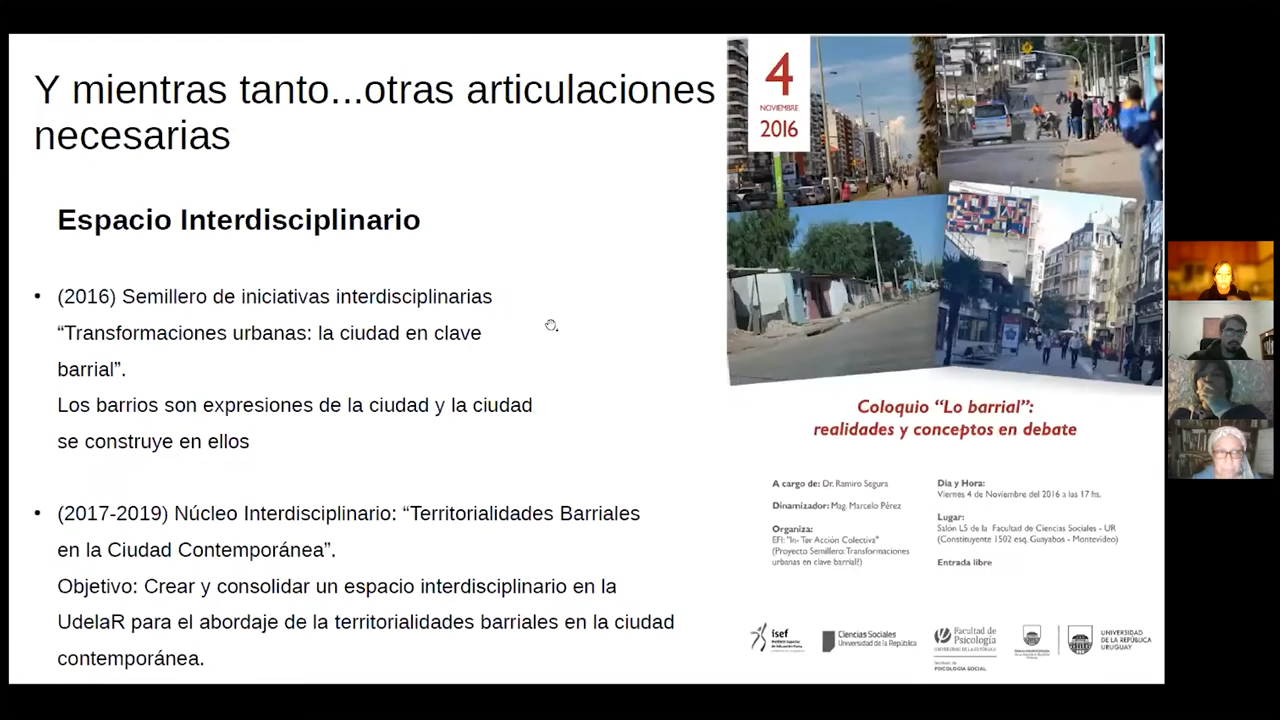 Y mientras tanto...otras articulaciones
necesarias
Espacio Interdisciplinario
• (2016) Semillero de iniciativas interdisciplinarias
“Transformaciones urbanas: la ciudad en clave
barrial”.
Los barrios son expresiones de la ciudad y la ciudad
se construye en ellos
• (2017-2019) Núcleo Interdisciplinario: “Territorialidades Barriales
en la Ciudad Contemporánea”.
Objetivo: Crear y consolidar un espacio interdisciplinario en la
UdelaR para el abordaje de la territorialidades barriales en la ciudad
contemporánea.
4
NOVIEMBRE
2016
Coloquio “Lo barrial”:
realidades y conceptos en debate
A cargo de: Dr. Ramiro Segura
Dinamizador: Mag. Marcelo Pérez
Organiza:
EFI: "In- Ter Acción Colectiva"
(Proyecto Semillero: Transformaciones
urbanas en clave barrial?)
Dia y Hora:
Viernes 4 de Noviembre del 2016 a las 17 hs.
Lugar:
Salón L5 de la Facultad de Ciencias Sociales - UR
(Constituyente 1502 esq. Guyabos - Montevideo)
Entrada libre
isef
Ciencias Sociales
Universidad de la República
Facultad de
Psicología
PSICOLOGÍA SOCIAL
UNIVERSIDAD
DE LA REPÚBLICA
URUGUAY